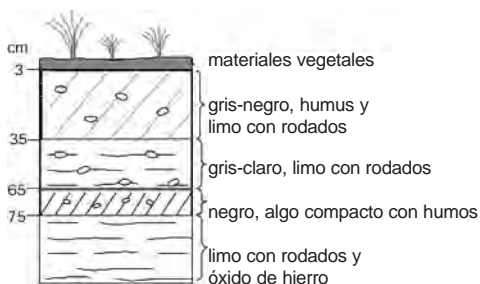 cm
materiales vegetales
3
gris-negro, humus y
limo con rodados
35
gris-claro, limo con rodados
65
negro, algo compacto con humos
75
limo con rodados y
óxido de hierro